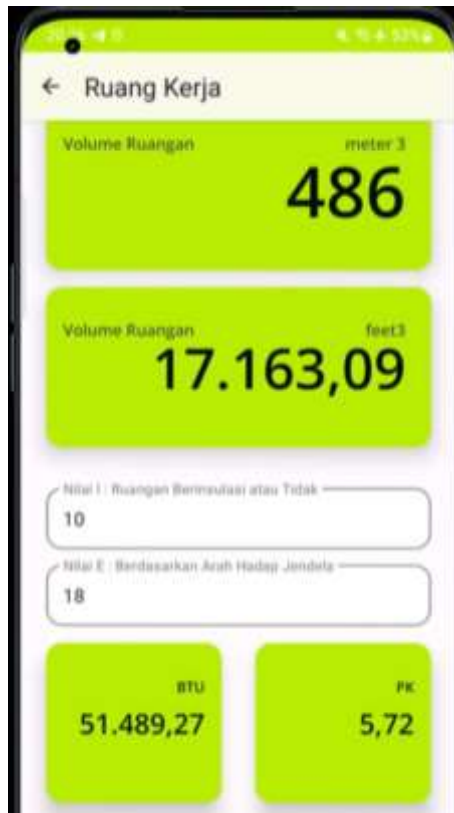 ← Ruang Kerja
Volume Ruangan meter 3
486
Volume Ruangan feet3
17.163,09
Nilai I : Ruangan Berinsulasi atau Tidak
10
Nilai E : Berdasarkan Arah Hadap Jendela
18
BTU PK
51.489,27 5,72